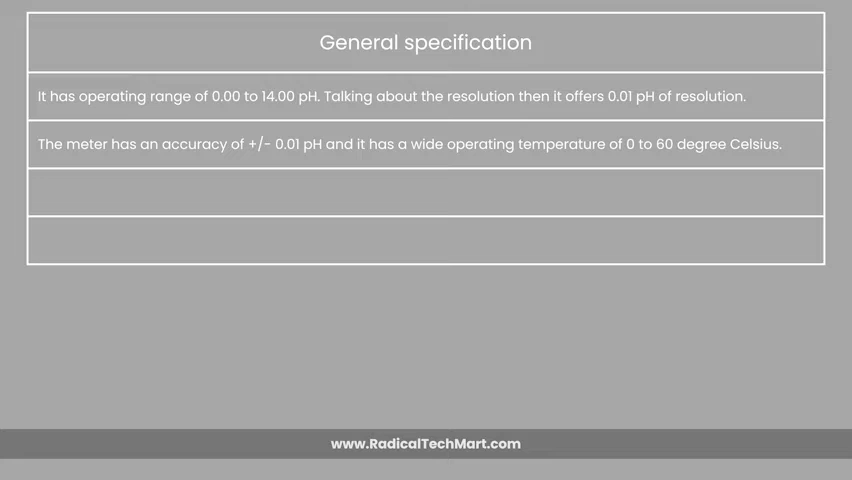 General specification
It has operating range of 0.00 to 14.00 pH. Talking about the resolution then it offers 0.01 pH of resolution.
The meter has an accuracy of +/- 0.01 pH and it has a wide operating temperature of 0 to 60 degree Celsius.
www.RadicalTechMart.com